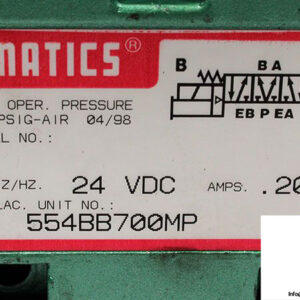 MATICS®
B
B A
OPER. PRESSURE
PSIG-AIR 04/98
EB P EA
L NO.:
Z/HZ. 24 VDC AMPS. .20
LAC. UNIT NO.:
554BB700MP